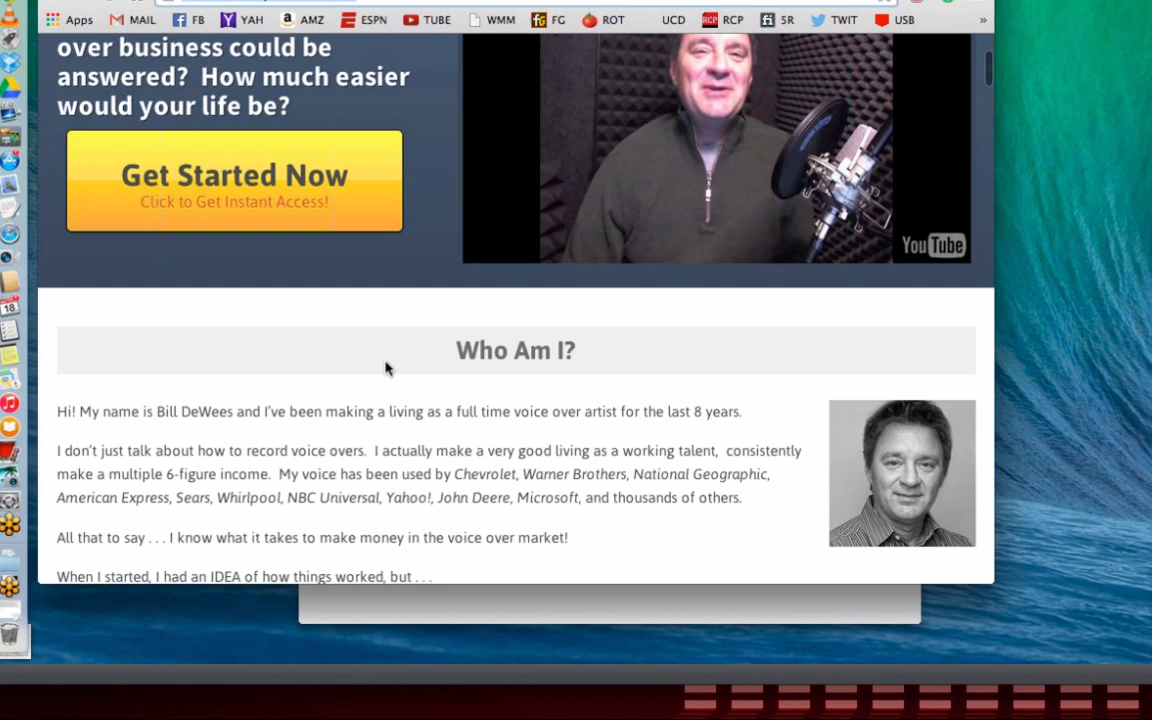 Apps MAIL FB YAH AMZ ESPN TUBE WMM FG ROT UCD RCP RCP 5R TWIT USB »
over business could be
answered? How much easier
would your life be?
Get Started Now
Click to Get Instant Access!
YouTube
Who Am I?
Hi! My name is Bill DeWees and I've been making a living as a full time voice over artist for the last 8 years.
I don't just talk about how to record voice overs. I actually make a very good living as a working talent, consistently
make a multiple 6-figure income. My voice has been used by Chevrolet, Warner Brothers, National Geographic,
American Express, Sears, Whirlpool, NBC Universal, Yahoo!, John Deere, Microsoft, and thousands of others.
All that to say . . . I know what it takes to make money in the voice over market!
When I started, I had an IDEA of how things worked, but . . .
18